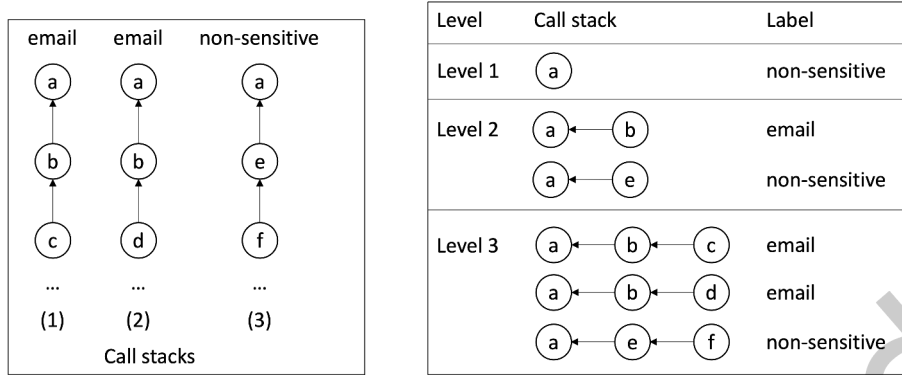 email email non-sensitive
a a a
b b e
c d f
... ... ...
(1) (2) (3)
Call stacks
Level Call stack Label
Level 1 a non-sensitive
Level 2 a b email
a e non-sensitive
Level 3 a b c email
a b d email
a e f non-sensitive